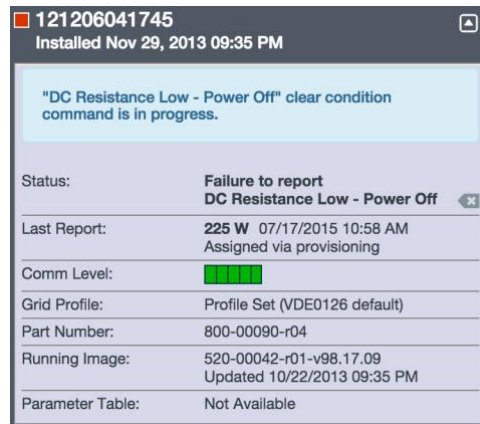 121206041745
Installed Nov 29, 2013 09:35 PM
"DC Resistance Low - Power Off" clear condition
command is in progress.
Status: Failure to report
DC Resistance Low - Power Off
Last Report: 225 W 07/17/2015 10:58 AM
Assigned via provisioning
Comm Level:
Grid Profile: Profile Set (VDE0126 default)
Part Number: 800-00090-r04
Running Image: 520-00042-r01-v98.17.09
Updated 10/22/2013 09:35 PM
Parameter Table: Not Available